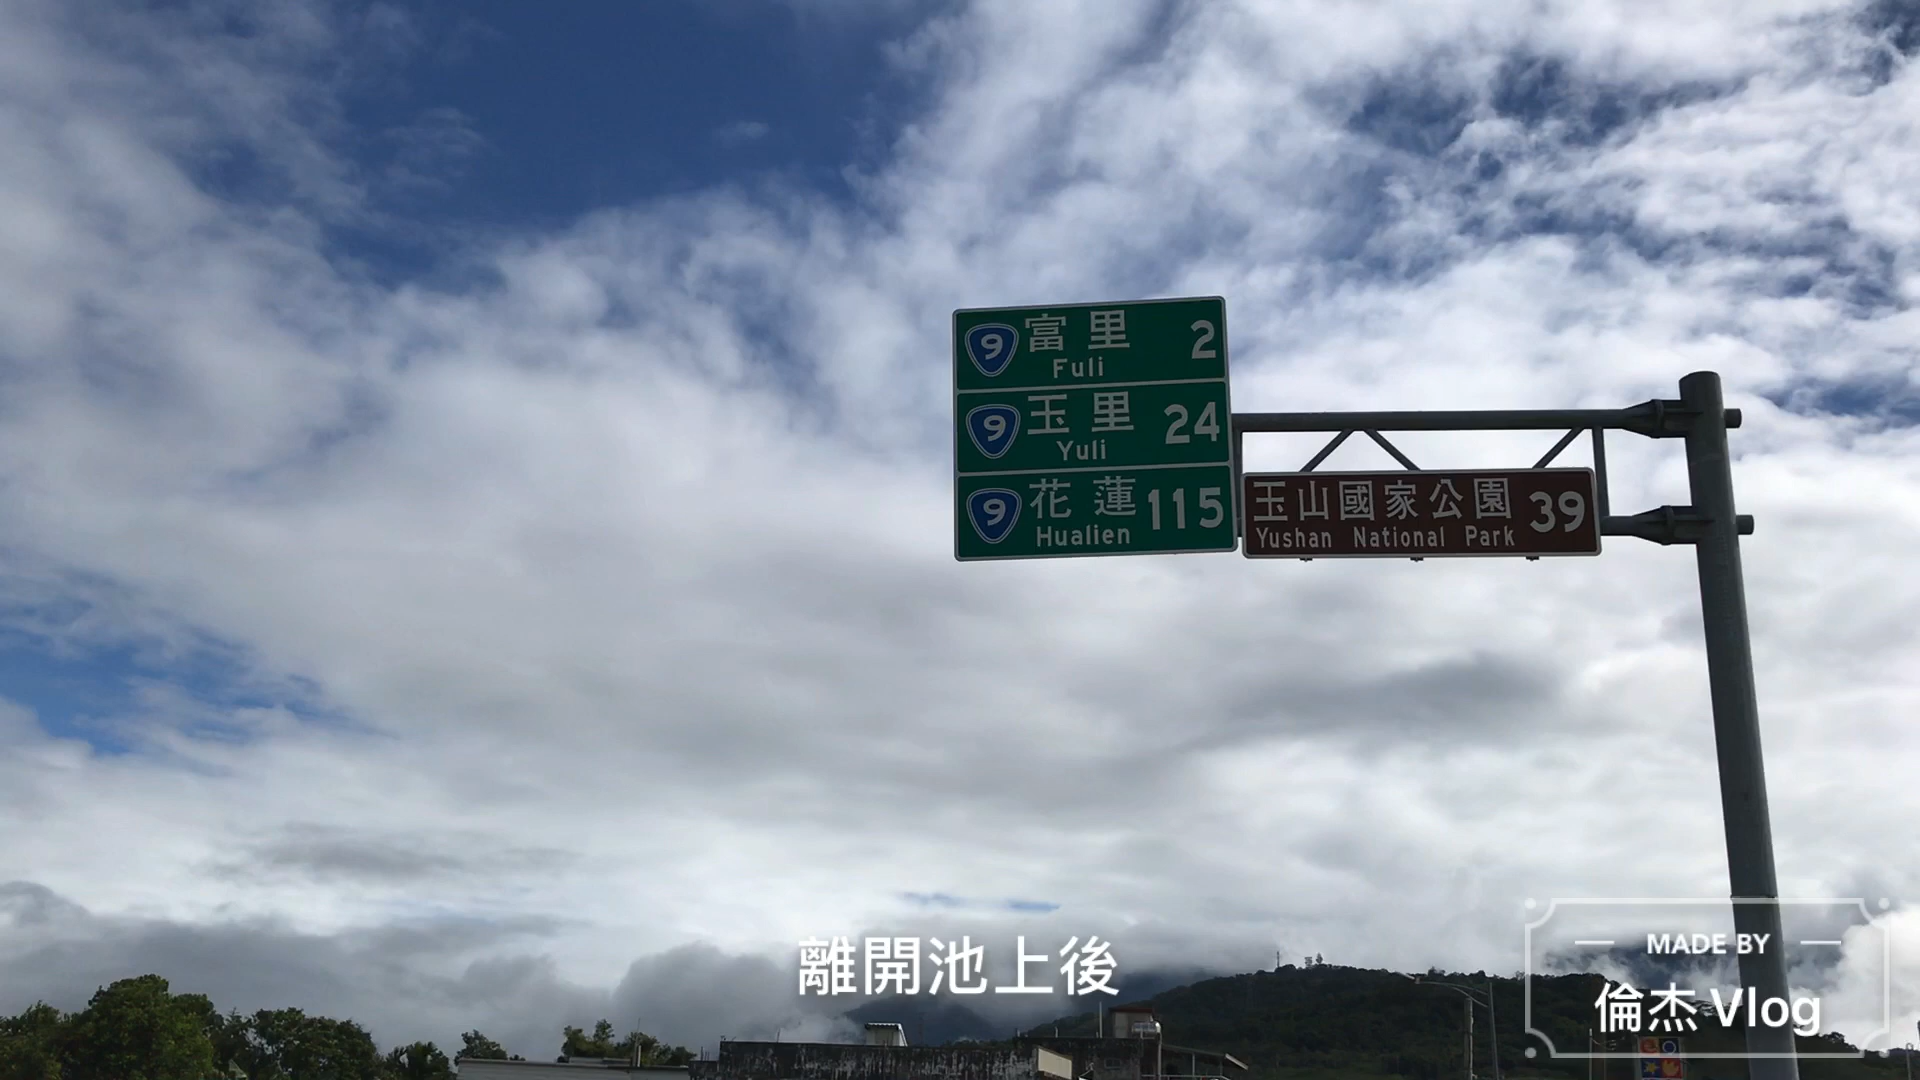 9 富里 2
Fuli
9 玉里 24
Yuli
9 花蓮 115
Hualien
玉山國家公園 39
Yushan National Park
離開池上後
MADE BY
倫杰 Vlog